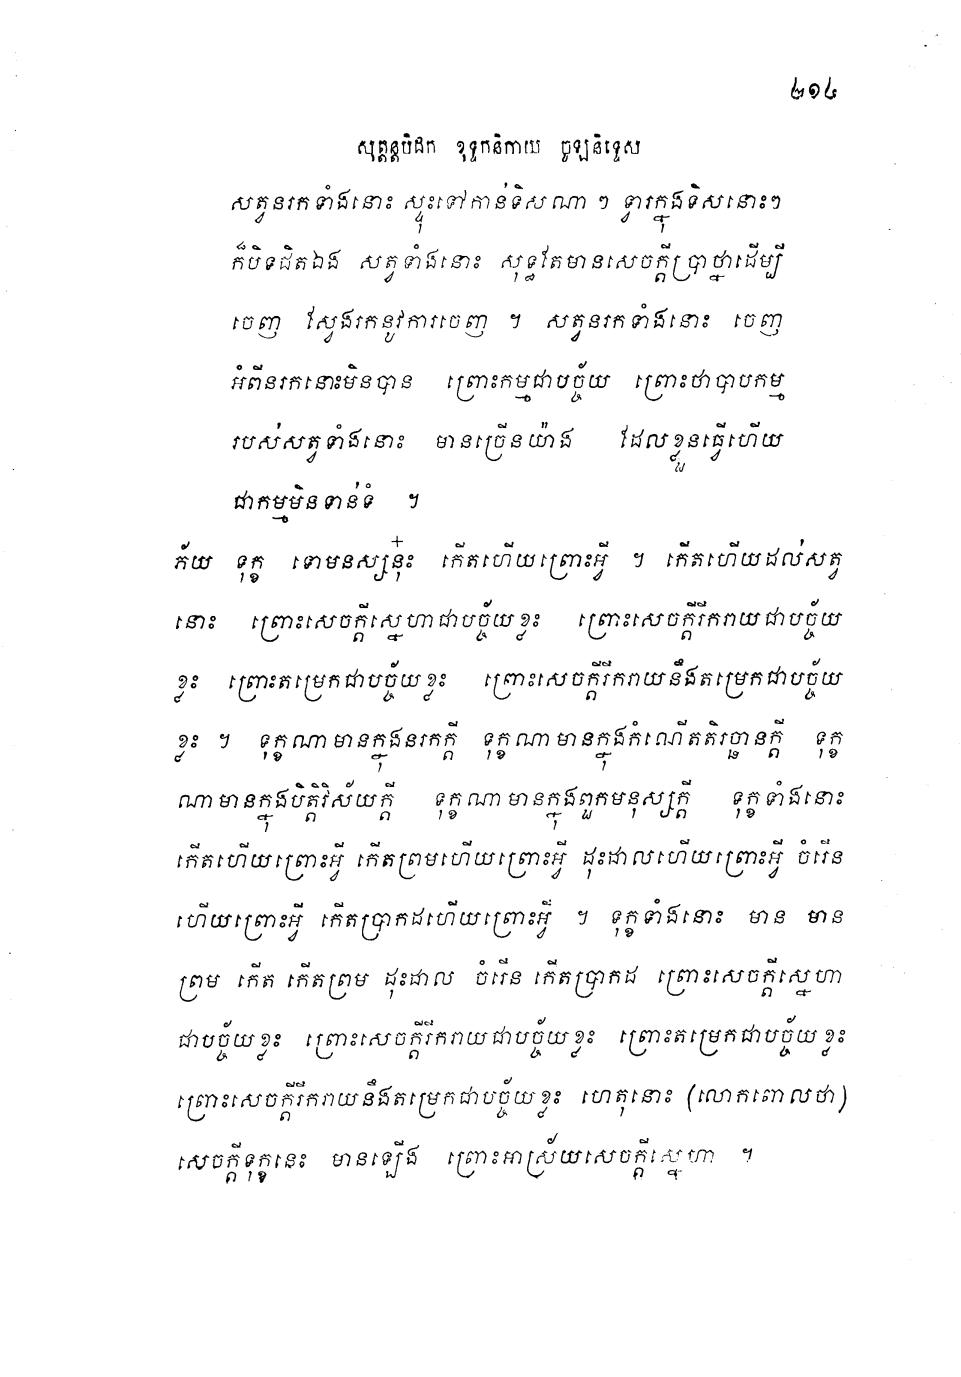 ២១៤
សុត្តន្តបិដក ខុទ្ទកនិកាយ ចូឡនិទ្ទេស
សត្វនរកទាំងនោះ ស្ទុះទៅកាន់ទិសណា ៗ ទ្វារក្នុងទិសនោះៗ
ក៏បិទជិតឯង សត្វទាំងនោះ សុទ្ធតែមានសេចក្តីប្រាថ្នាដើម្បី
ចេញ ស្វែងរកនូវការចេញ ។ សត្វនរកទាំងនោះ ចេញ
អំពីនរកនោះមិនបាន ព្រោះកម្មជាបច្ច័យ ព្រោះថាបាបកម្ម
របស់សត្វទាំងនោះ មានច្រើនយ៉ាង ដែលខ្លួនធ្វើហើយ
ជាកម្មមិនទាន់ទំ ។
ភ័យ ទុក្ខ ទោមនស្សនុ៎ះ កើតហើយព្រោះអ្វី ។ កើតហើយដល់សត្វ
នោះ ព្រោះសេចក្តីស្នេហាជាបច្ច័យខ្លះ ព្រោះសេចក្តីរីករាយជាបច្ច័យ
ខ្លះ ព្រោះតម្រេកជាបច្ច័យខ្លះ ព្រោះសេចក្តីរីករាយនឹងតម្រេកជាបច្ច័យ
ខ្លះ ។ ទុក្ខណាមានក្នុងនរកក្តី ទុក្ខណាមានក្នុងកំណើតតិរច្ឆានក្តី ទុក្ខ
ណាមានក្នុងបិត្តិវិស័យក្តី ទុក្ខណាមានក្នុងពួកមនុស្សក្តី ទុក្ខទាំងនោះ
កើតហើយព្រោះអ្វី កើតព្រមហើយព្រោះអ្វី ដុះដាលហើយព្រោះអ្វី ចំរើន
ហើយព្រោះអ្វី កើតប្រាកដហើយព្រោះអ្វី ។ ទុក្ខទាំងនោះ មាន មាន
ព្រម កើត កើតព្រម ដុះដាល ចំរើន កើតប្រាកដ ព្រោះសេចក្តីស្នេហា
ជាបច្ច័យខ្លះ ព្រោះសេចក្តីរីករាយជាបច្ច័យខ្លះ ព្រោះតម្រេកជាបច្ច័យខ្លះ
ព្រោះសេចក្តីរីករាយនឹងតម្រេកជាបច្ច័យខ្លះ ហេតុនោះ (លោកពោលថា)
សេចក្តីទុក្ខនេះ មានឡើង ព្រោះអាស្រ័យសេចក្តីស្នេហា ។